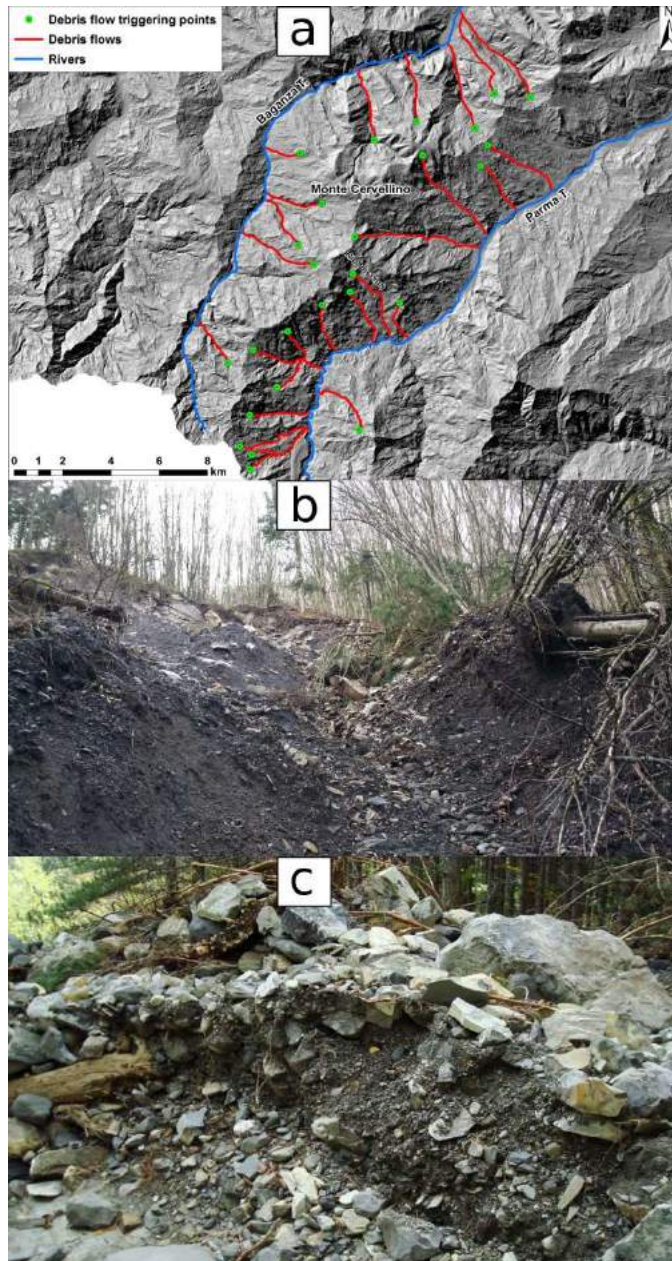 Debris flow triggering points
Debris flows
Rivers
a
N
Baganza T.
Monte Cervellino
Parma T.
0 1 2 4 6 8
km
b
c